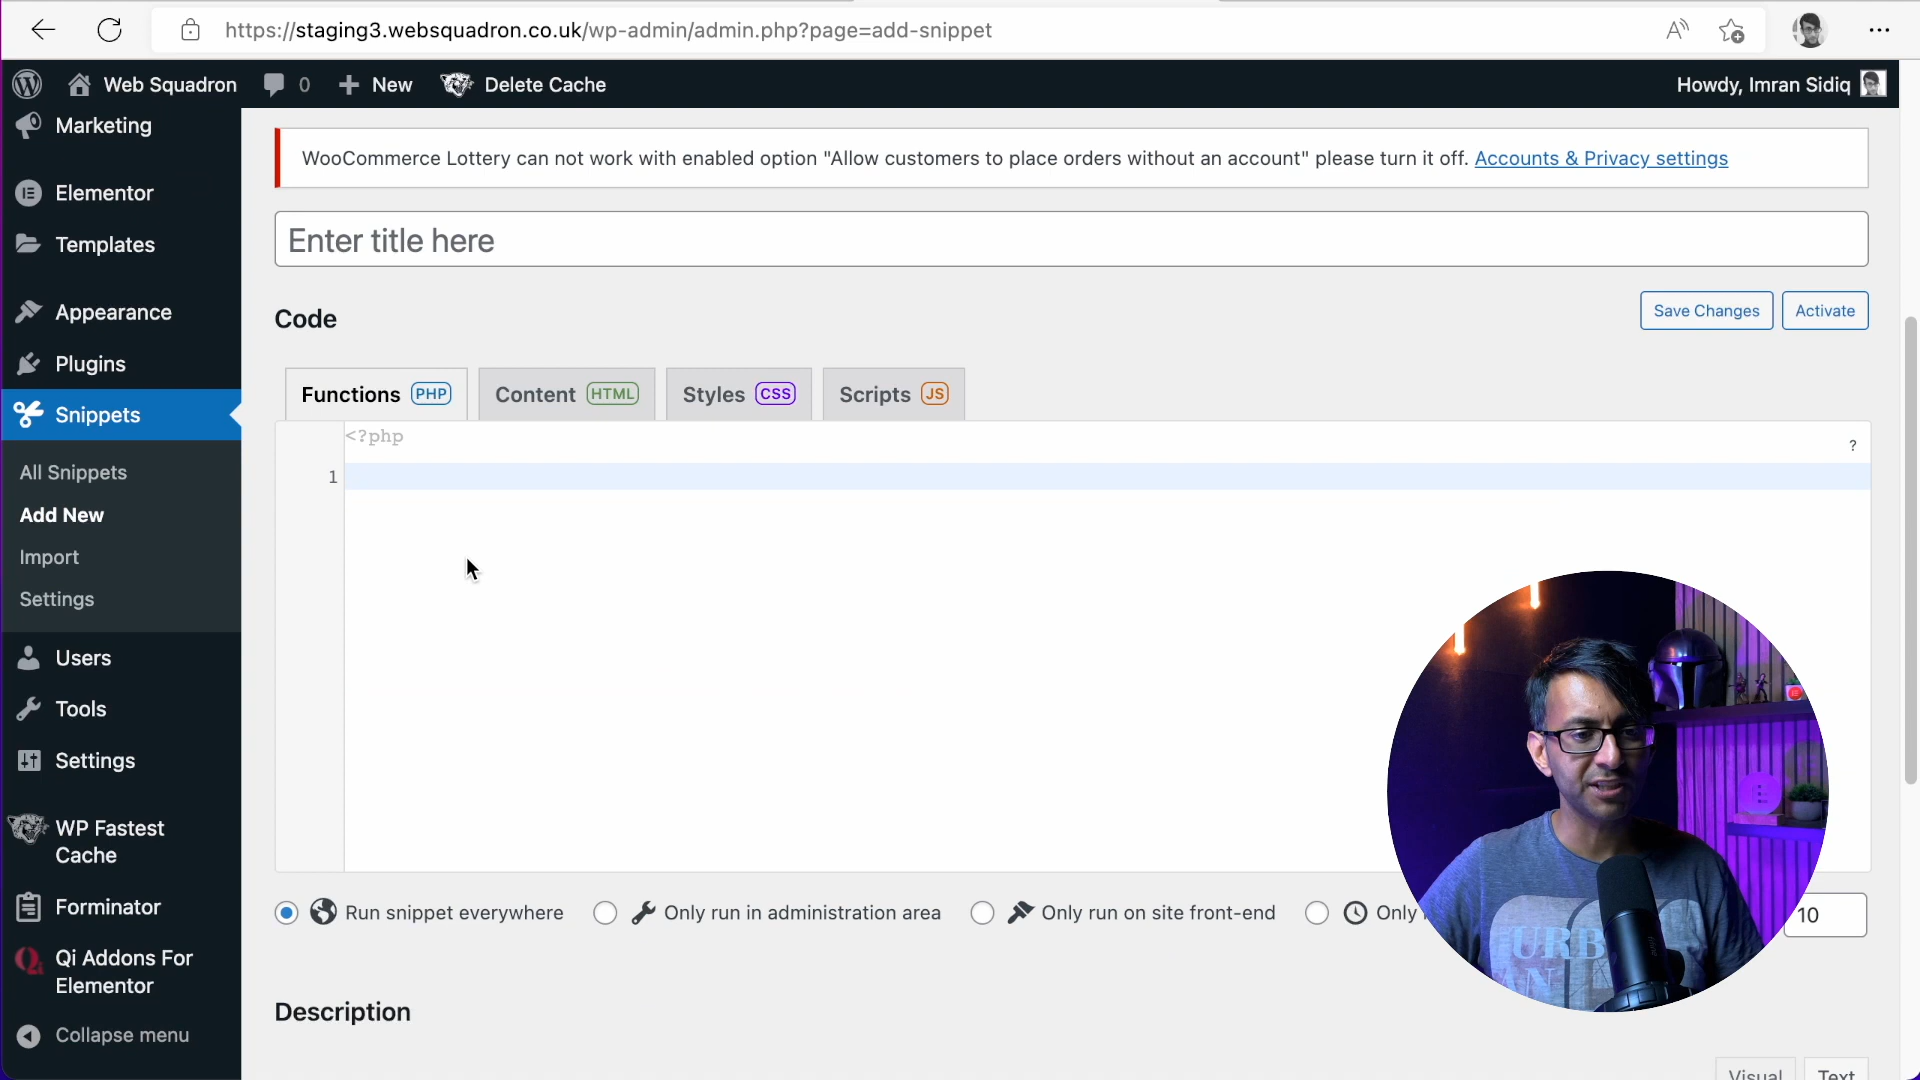 https://staging3.websquadron.co.uk/wp-admin/admin.php?page=add-snippet
Web Squadron 0 New Delete Cache Howdy, Imran Sidiq
Marketing
Elementor
Templates
Appearance
Plugins
Snippets
All Snippets
Add New
Import
Settings
Users
Tools
Settings
WP Fastest
Cache
Forminator
Qi Addons For
Elementor
Collapse menu
WooCommerce Lottery can not work with enabled option "Allow customers to place orders without an account" please turn it off. Accounts & Privacy settings
Enter title here
Code
Save Changes Activate
Functions PHP Content HTML Styles CSS Scripts JS
<?php
?
1
Run snippet everywhere Only run in administration area Only run on site front-end Only 10
Description
Visual Text